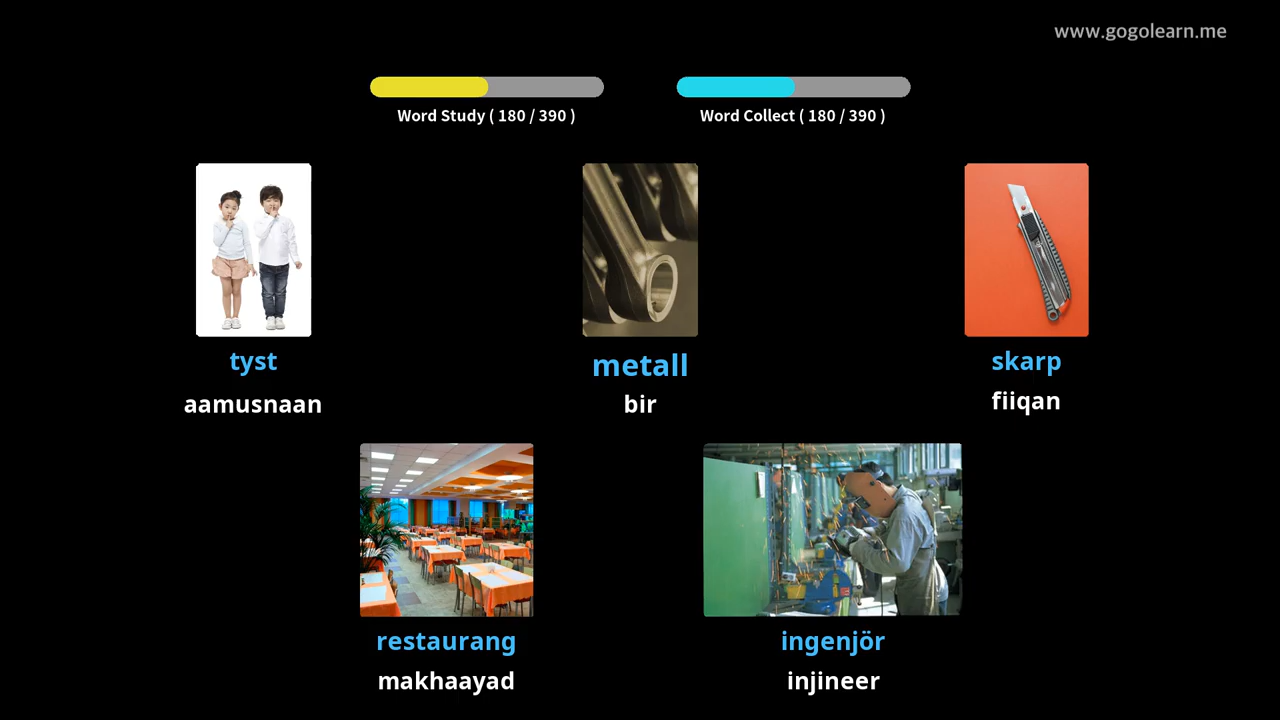 www.gogolearn.me
Word Study ( 180 / 390 )
Word Collect ( 180 / 390 )
tyst
metall
skarp
aamusnaan
bir
fiiqan
restaurang
ingenjör
makhaayad
injineer